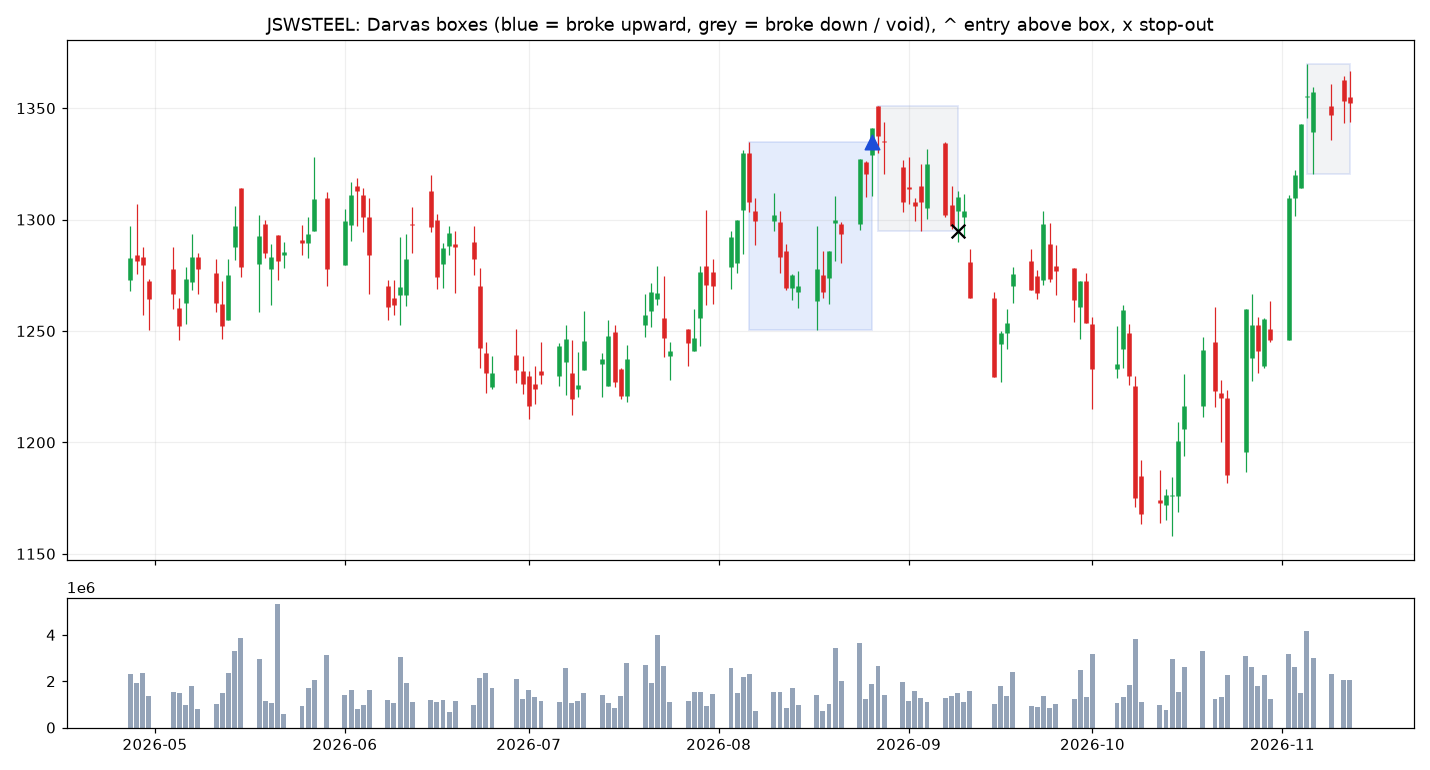 JSWSTEEL: Darvas boxes (blue = broke upward, grey = broke down / void), ^ entry above box, x stop-out
1350
1300
1250
1200
1150
1e6
4
2
0
2026-05 2026-06 2026-07 2026-08 2026-09 2026-10 2026-11